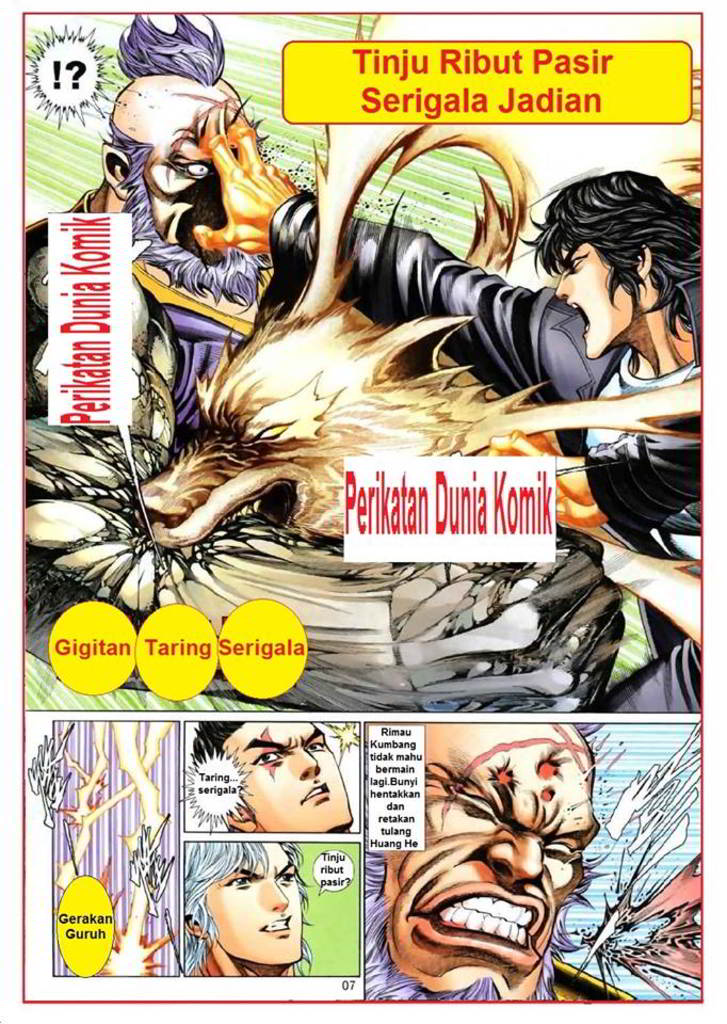 !?
Tinju Ribut Pasir
Serigala Jadian
Perikatan Dunia Komik
Perikatan Dunia Komik
Gigitan
Taring
Serigala
Gerakan
Guruh
Taring...
serigala?
Tinju
ribut
pasir?
Rimau
Kumbang
tidak mahu
bermain
lagi.Bunyi
hentakkan
dan
retakan
tulang
Huang He
07